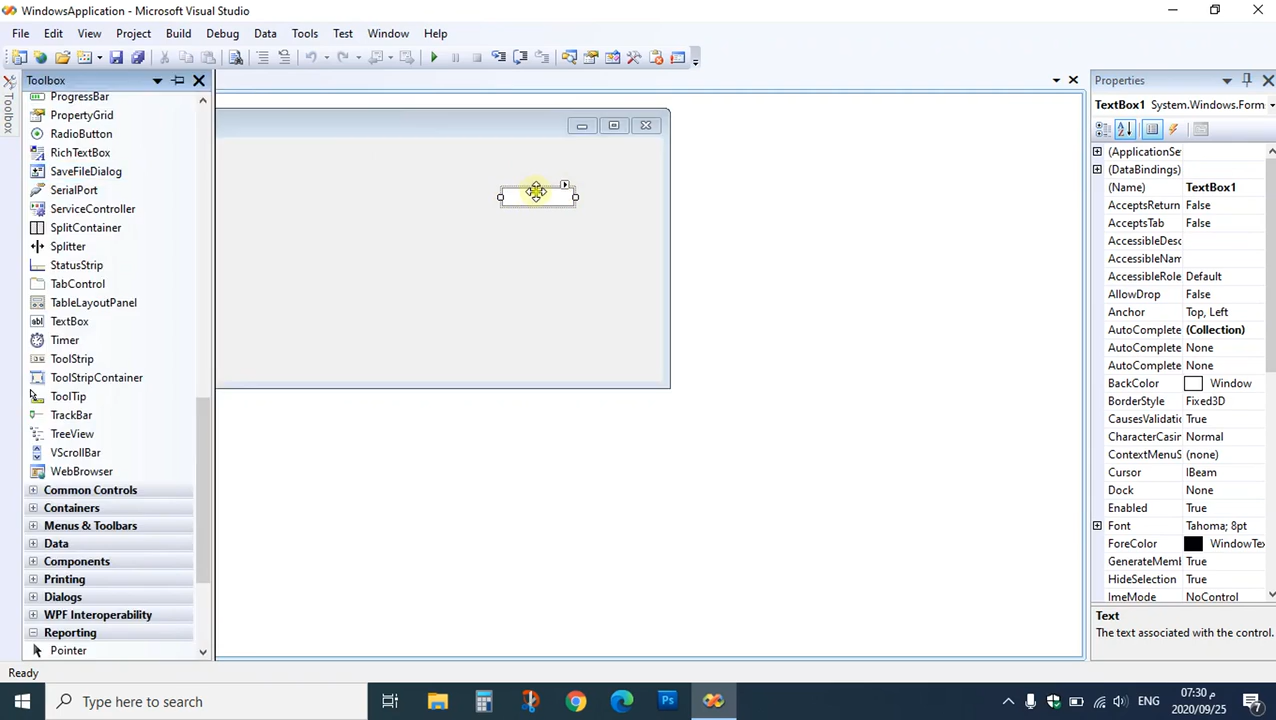 WindowsApplication - Microsoft Visual Studio
File Edit View Project Build Debug Data Tools Test Window Help
Toolbox
Toolbox
ProgressBar
PropertyGrid
RadioButton
RichTextBox
SaveFileDialog
SerialPort
ServiceController
SplitContainer
Splitter
StatusStrip
TabControl
TableLayoutPanel
TextBox
Timer
ToolStrip
ToolStripContainer
ToolTip
TrackBar
TreeView
VScrollBar
WebBrowser
Common Controls
Containers
Menus & Toolbars
Data
Components
Printing
Dialogs
WPF Interoperability
Reporting
Pointer
Properties
TextBox1 System.Windows.Form
(ApplicationSe
(DataBindings)
(Name) TextBox1
AcceptsReturn False
AcceptsTab False
AccessibleDesc
AccessibleNam
AccessibleRole Default
AllowDrop False
Anchor Top, Left
AutoComplete (Collection)
AutoComplete None
AutoComplete None
BackColor Window
BorderStyle Fixed3D
CausesValidatio True
CharacterCasin Normal
ContextMenuS (none)
Cursor IBeam
Dock None
Enabled True
Font Tahoma; 8pt
ForeColor WindowTex
GenerateMemb True
HideSelection True
ImeMode NoControl
Text
The text associated with the control.
Ready
Type here to search
Ps
ENG
07:30 م
2020/09/25
7